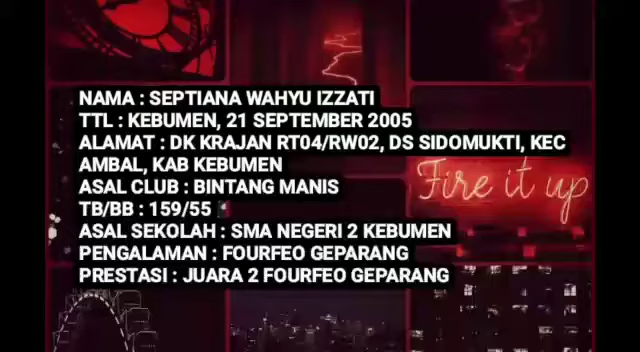 NAMA : SEPTIANA WAHYU IZZATI
TTL : KEBUMEN, 21 SEPTEMBER 2005
ALAMAT : DK KRAJAN RT04/RW02, DS SIDOMUKTI, KEC
AMBAL, KAB KEBUMEN
ASAL CLUB : BINTANG MANIS
TB/BB : 159/55
ASAL SEKOLAH : SMA NEGERI 2 KEBUMEN
PENGALAMAN : FOURFEO GEPARANG
PRESTASI : JUARA 2 FOURFEO GEPARANG
Fire it up